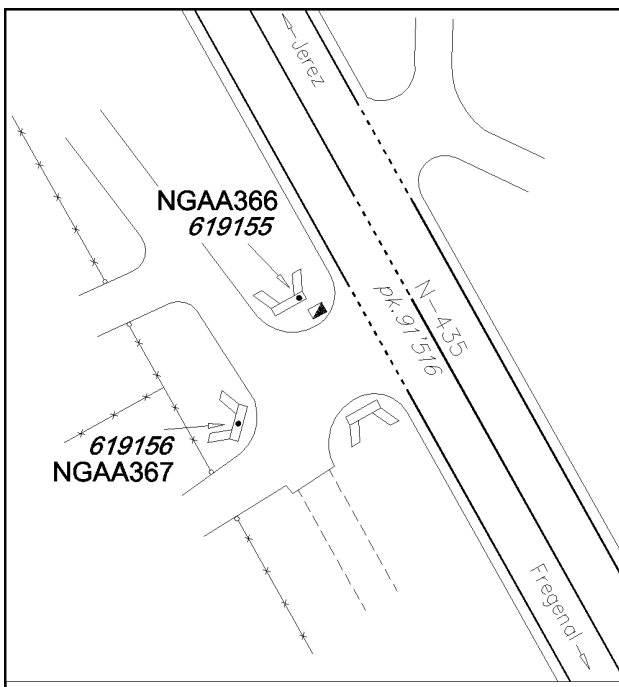 ← Jerez
NGAA366
619155
N-435
pk.91'516
619156
NGAA367
Fregenal →